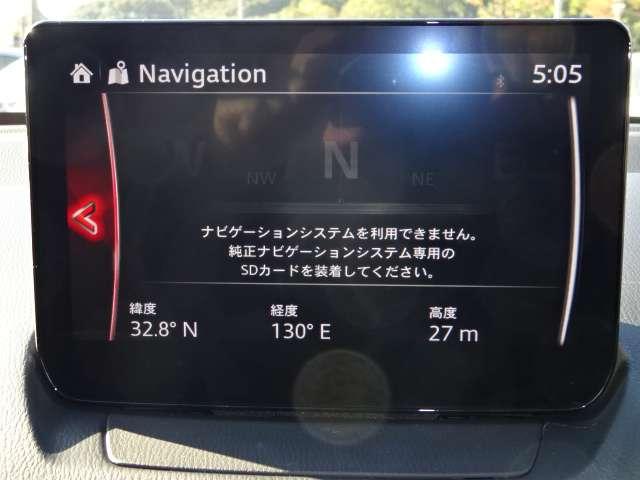 Navigation
5:05
W
NW
N
NE
E
ナビゲーションシステムを利用できません。
純正ナビゲーションシステム専用の
SDカードを装着してください。
緯度
経度
高度
32.8° N
130° E
27 m